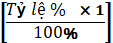 [Tỷ lệ % × 1]
100%